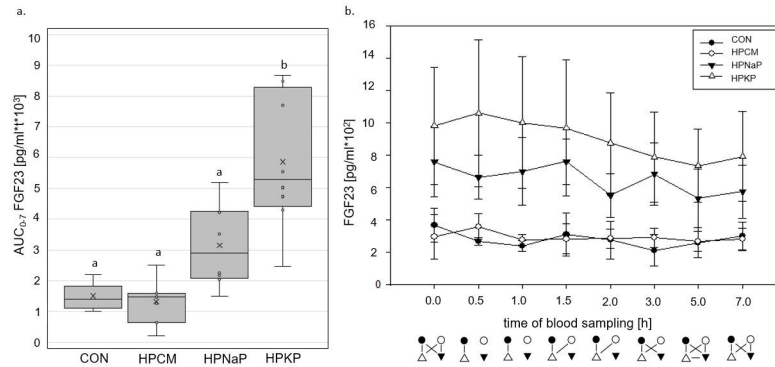 a.
AUC0-7 FGF23 [pg/ml*t*10³]
10
9
8
7
6
5
4
3
2
1
0
a
a
a
b
CON HPCM HPNaP HPKP
b.
FGF23 [pg/ml*10²]
16
14
12
10
8
6
4
2
0
CON
HPCM
HPNaP
HPKP
0.0 0.5 1.0 1.5 2.0 3.0 5.0 7.0
time of blood sampling [h]